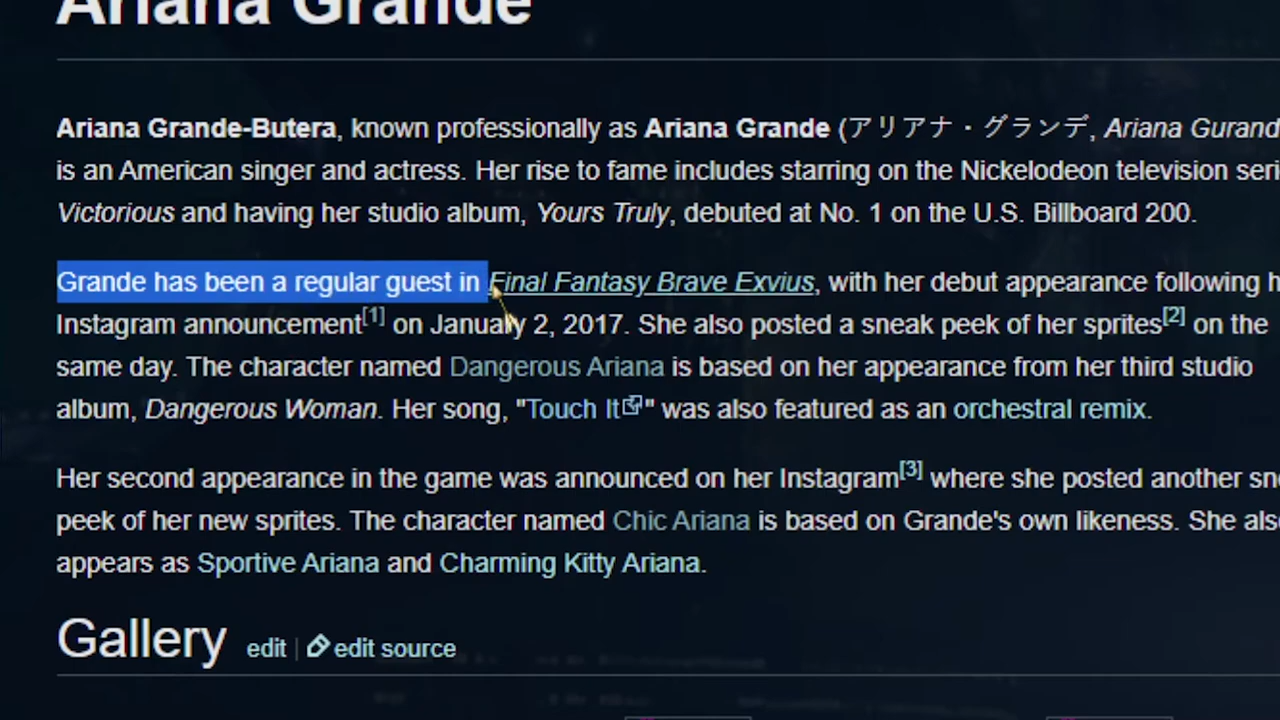 Ariana Grande
Ariana Grande-Butera, known professionally as Ariana Grande (アリアナ・グランデ, Ariana Gurand
is an American singer and actress. Her rise to fame includes starring on the Nickelodeon television seri
Victorious and having her studio album, Yours Truly, debuted at No. 1 on the U.S. Billboard 200.
Grande has been a regular guest in Final Fantasy Brave Exvius, with her debut appearance following h
Instagram announcement[1] on January 2, 2017. She also posted a sneak peek of her sprites[2] on the
same day. The character named Dangerous Ariana is based on her appearance from her third studio
album, Dangerous Woman. Her song, "Touch It" was also featured as an orchestral remix.
Her second appearance in the game was announced on her Instagram[3] where she posted another sne
peek of her new sprites. The character named Chic Ariana is based on Grande's own likeness. She also
appears as Sportive Ariana and Charming Kitty Ariana.
Gallery edit | edit source